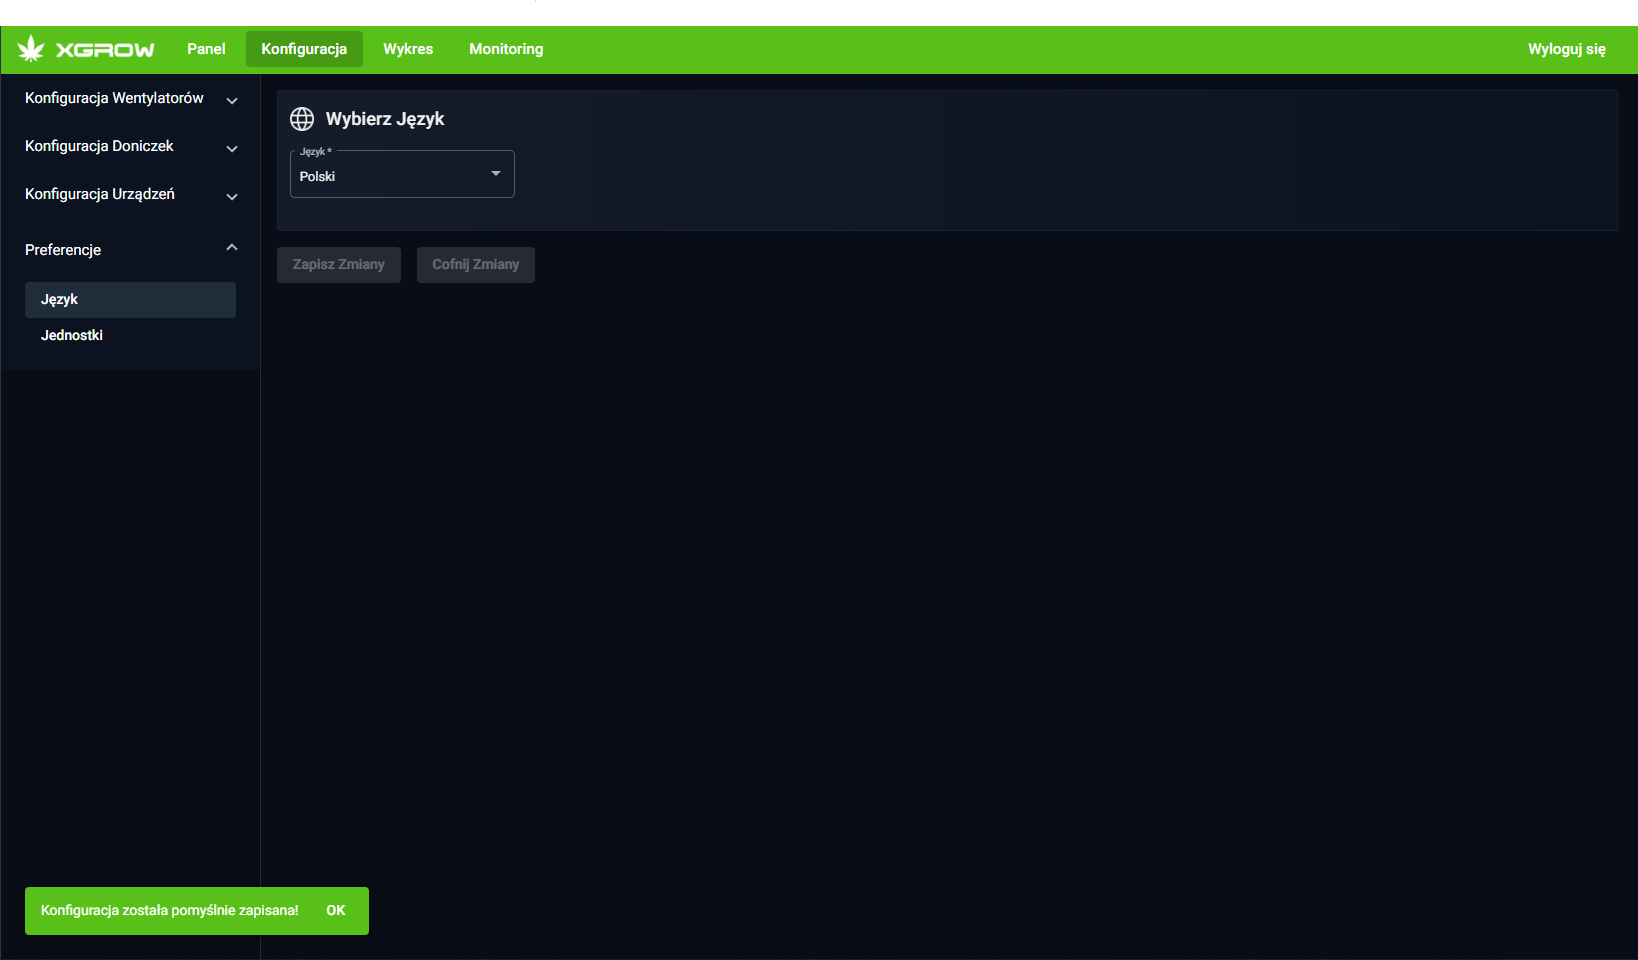 XGROW Panel Konfiguracja Wykres Monitoring Wyloguj się
Konfiguracja Wentylatorów
Konfiguracja Doniczek
Konfiguracja Urządzeń
Preferencje
Język
Jednostki
Wybierz Język
Język *
Polski
Zapisz Zmiany Cofnij Zmiany
Konfiguracja została pomyślnie zapisana! OK